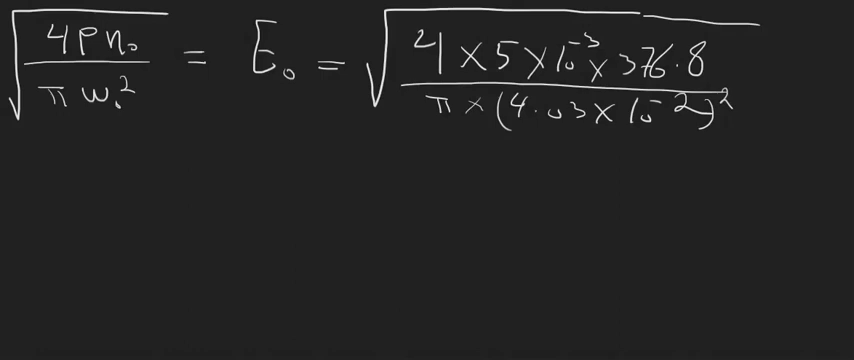 √(4Pη₀ / πw₀²) = E₀ = √(4 × 5 × 10⁻³ × 376.8 / π × (4.03 × 10⁻²)²)